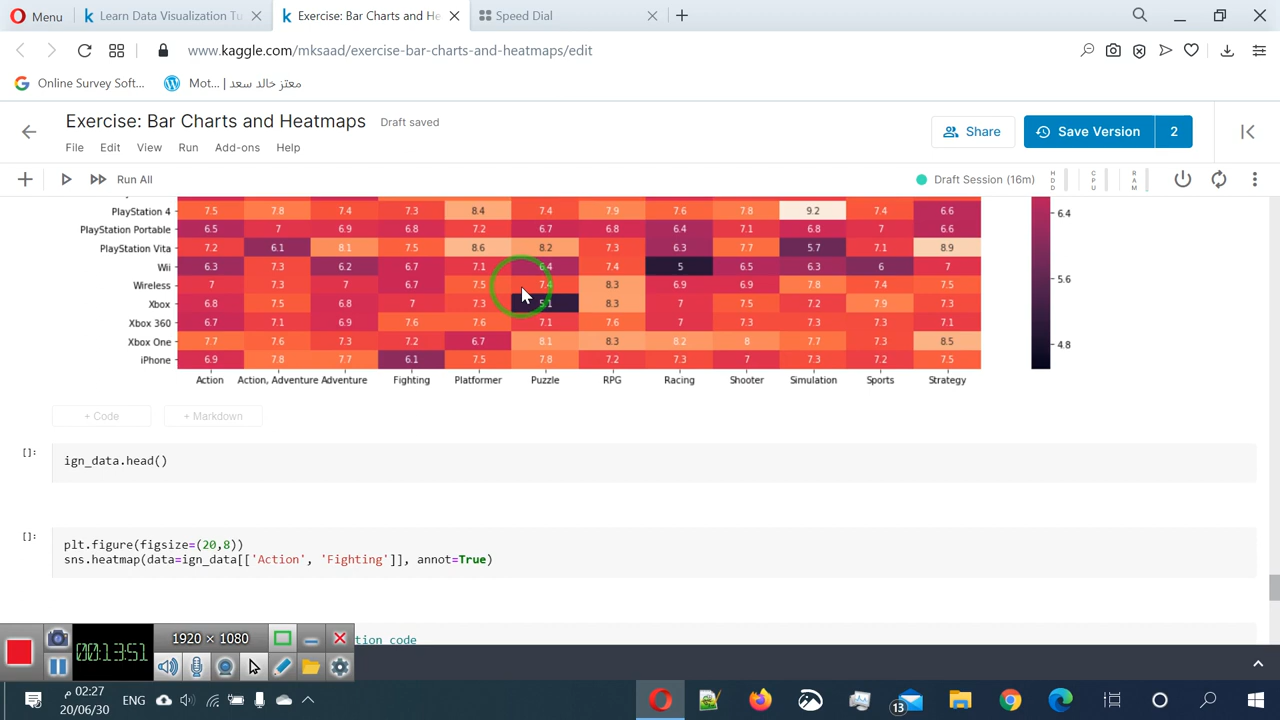 Menu
Learn Data Visualization Tu
Exercise: Bar Charts and He
Speed Dial
www.kaggle.com/mksaad/exercise-bar-charts-and-heatmaps/edit
Online Survey Soft...
Mot... | معتز خالد سعد
Exercise: Bar Charts and Heatmaps
Draft saved
Share
Save Version
2
File Edit View Run Add-ons Help
Run All
Draft Session (16m)
HDD
CPU
RAM
PlayStation 4 7.5 7.8 7.4 7.3 8.4 7.4 7.9 7.6 7.8 9.2 7.4 6.6
PlayStation Portable 6.5 7 6.9 6.8 7.2 6.7 6.8 6.4 7.1 6.8 7 6.6
PlayStation Vita 7.2 6.1 8.1 7.5 8.6 8.2 7.3 6.3 7.7 5.7 7.1 8.9
Wii 6.3 7.3 6.2 6.7 7.1 6.4 7.4 5 6.5 6.3 6 7
Wireless 7 7.3 7 6.7 7.5 7.4 8.3 6.9 6.9 7.8 7.4 7.5
Xbox 6.8 7.5 6.8 7 7.3 5.1 8.3 7 7.5 7.2 7.9 7.3
Xbox 360 6.7 7.1 6.9 7.6 7.6 7.1 7.6 7 7.3 7.3 7.3 7.1
Xbox One 7.7 7.6 7.3 7.2 6.7 8.1 8.3 8.2 8 7.7 7.3 8.5
iPhone 6.9 7.8 7.7 6.1 7.5 7.8 7.2 7.3 7.5 7.3 7.2 7.5
Action Action, Adventure Adventure Fighting Platformer Puzzle RPG Racing Shooter Simulation Sports Strategy
6.4
5.6
4.8
+ Code
+ Markdown
[]:
ign_data.head()
[]:
plt.figure(figsize=(20,8))
sns.heatmap(data=ign_data[['Action', 'Fighting']], annot=True)
tion code
1920 × 1080
00:13:51
ENG
02:27 م
20/06/30
13